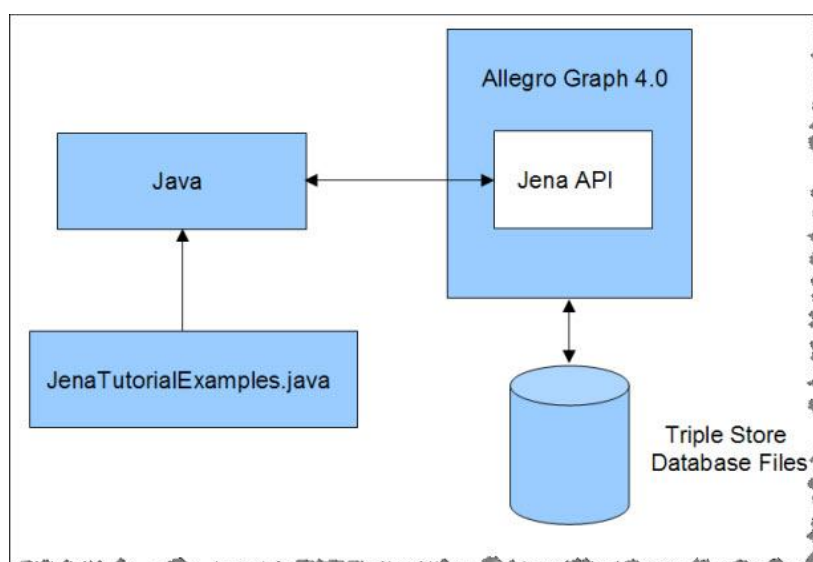 Allegro Graph 4.0
Java
Jena API
JenaTutorialExamples.java
Triple Store
Database Files